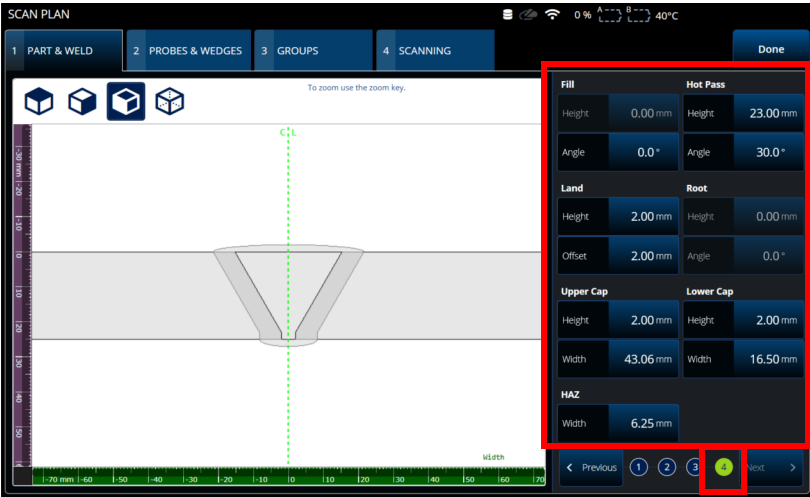 SCAN PLAN
0 % A B 40°C
1 PART & WELD
2 PROBES & WEDGES
3 GROUPS
4 SCANNING
Done
To zoom use the zoom key.
C L
-30 mm
-20
-10
0
10
20
30
40
50
Width
-70 mm -60 -50 -40 -30 -20 -10 0 10 20 30 40 50 60 70
Fill Hot Pass
Height 0.00 mm Height 23.00 mm
Angle 0.0 ° Angle 30.0 °
Land Root
Height 2.00 mm Height 0.00 mm
Offset 2.00 mm Angle 0.0 °
Upper Cap Lower Cap
Height 2.00 mm Height 2.00 mm
Width 43.06 mm Width 16.50 mm
HAZ
Width 6.25 mm
< Previous 1 2 3 4 Next >